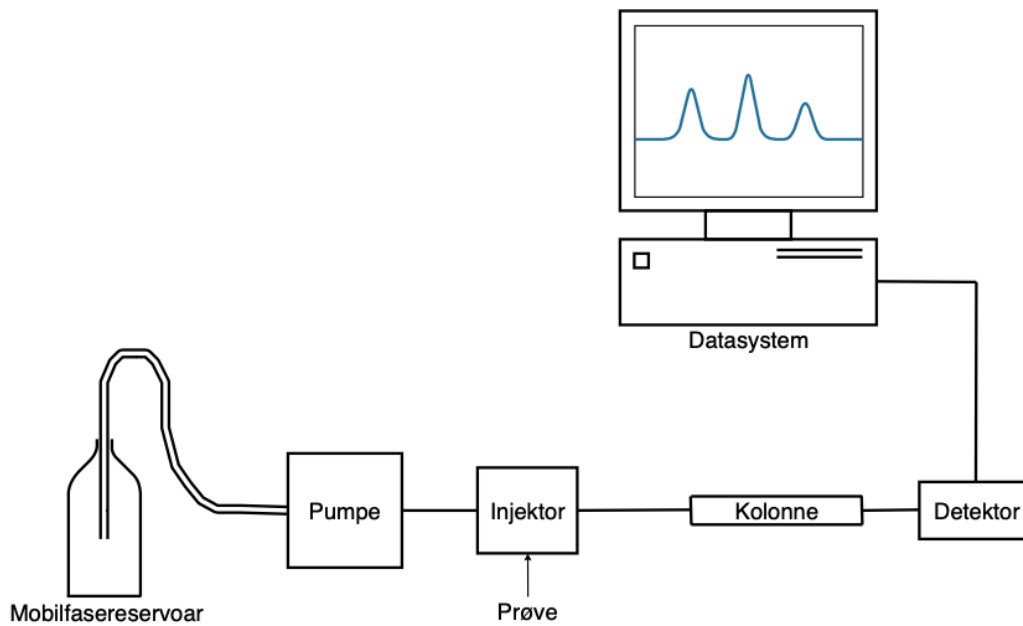 Datasystem
Pumpe
Injektor
Kolonne
Detektor
Mobilfasereservoar
Prøve